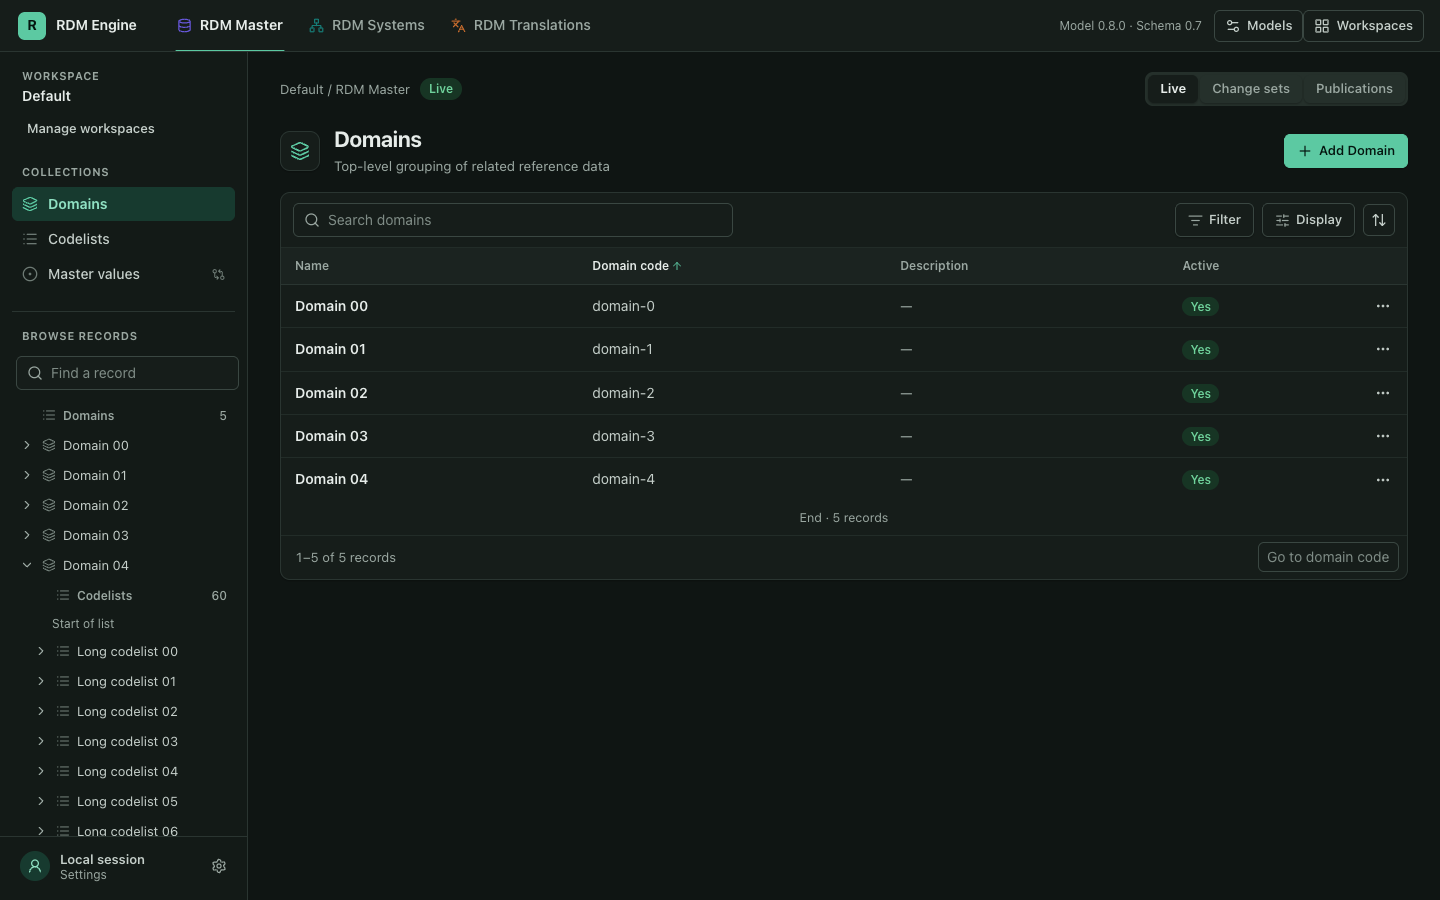 R RDM Engine RDM Master RDM Systems RDM Translations Model 0.8.0 · Schema 0.7 Models Workspaces
WORKSPACE
Default
Manage workspaces
COLLECTIONS
Domains
Codelists
Master values
BROWSE RECORDS
Find a record
Domains 5
Domain 00
Domain 01
Domain 02
Domain 03
Domain 04
Codelists 60
Start of list
Long codelist 00
Long codelist 01
Long codelist 02
Long codelist 03
Long codelist 04
Long codelist 05
Long codelist 06
Local session
Settings
Default / RDM Master Live Live Change sets Publications
Domains
Top-level grouping of related reference data
Add Domain
Search domains Filter Display
Name Domain code ↑ Description Active
Domain 00 domain-0 — Yes
Domain 01 domain-1 — Yes
Domain 02 domain-2 — Yes
Domain 03 domain-3 — Yes
Domain 04 domain-4 — Yes
End · 5 records
1–5 of 5 records Go to domain code